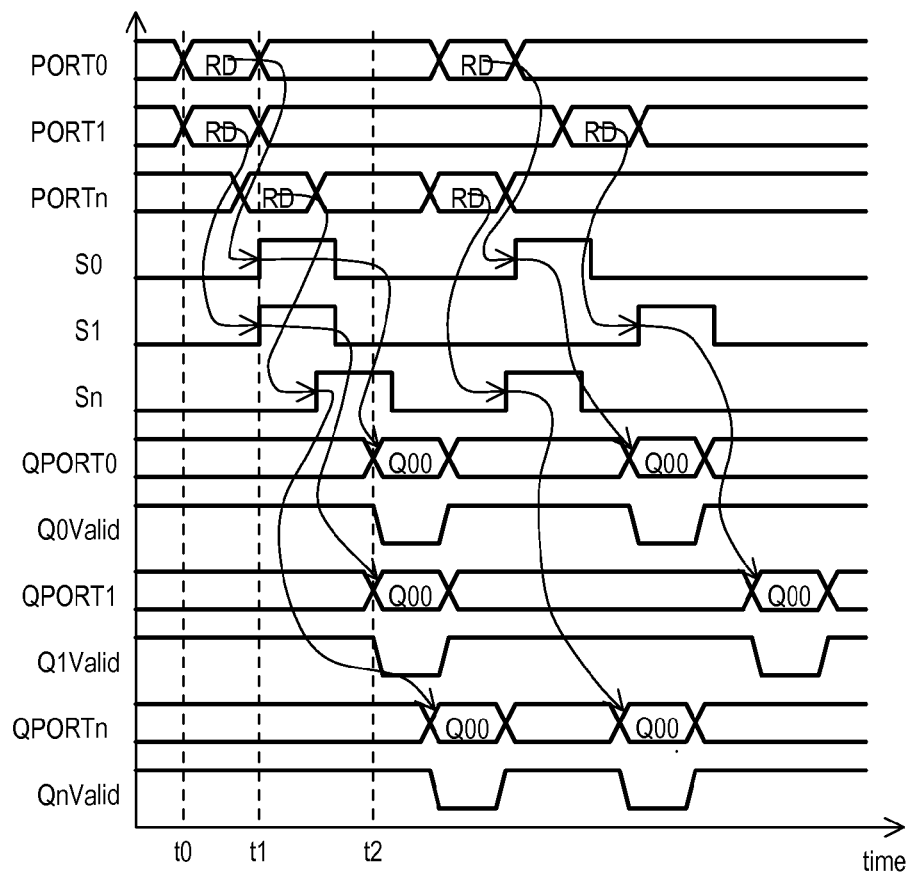 PORT0 RD RD
PORT1 RD RD
PORTn RD RD
S0
S1
Sn
QPORT0 Q00 Q00
Q0Valid
QPORT1 Q00 Q00
Q1Valid
QPORTn Q00 Q00
QnValid
t0 t1 t2 time